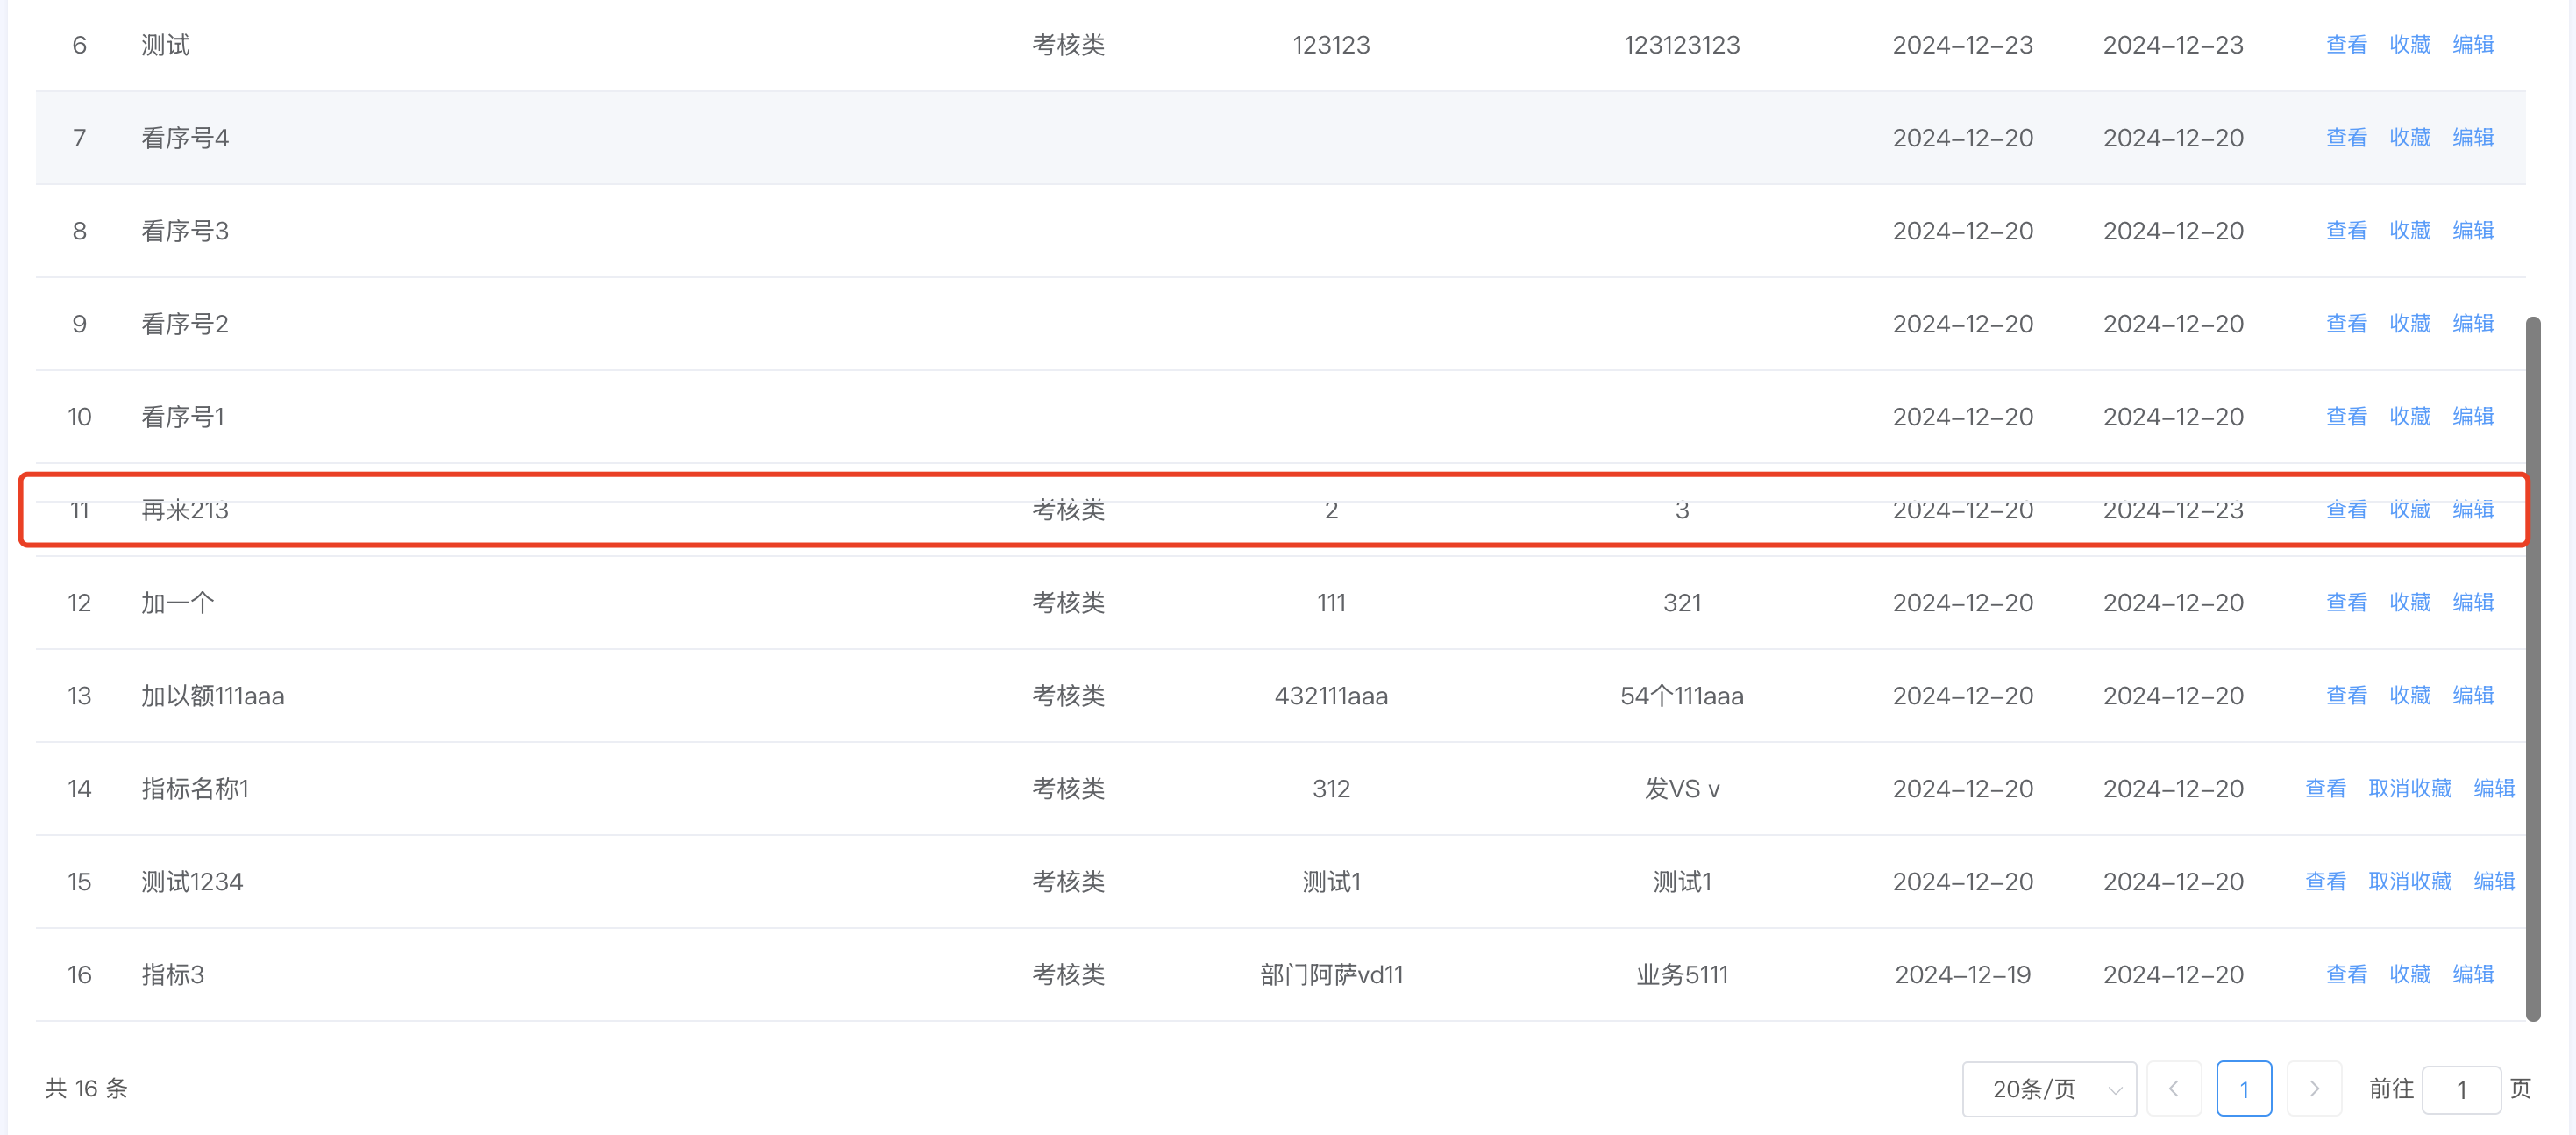 6 测试 考核类 123123 123123123 2024-12-23 2024-12-23 查看 收藏 编辑
7 看序号4 2024-12-20 2024-12-20 查看 收藏 编辑
8 看序号3 2024-12-20 2024-12-20 查看 收藏 编辑
9 看序号2 2024-12-20 2024-12-20 查看 收藏 编辑
10 看序号1 2024-12-20 2024-12-20 查看 收藏 编辑
11 再来213 考核类 2 3 2024-12-20 2024-12-23 查看 收藏 编辑
12 加一个 考核类 111 321 2024-12-20 2024-12-20 查看 收藏 编辑
13 加以额111aaa 考核类 432111aaa 54个111aaa 2024-12-20 2024-12-20 查看 收藏 编辑
14 指标名称1 考核类 312 发VS v 2024-12-20 2024-12-20 查看 取消收藏 编辑
15 测试1234 考核类 测试1 测试1 2024-12-20 2024-12-20 查看 取消收藏 编辑
16 指标3 考核类 部门阿萨vd11 业务5111 2024-12-19 2024-12-20 查看 收藏 编辑
共 16 条 20条/页 1 前往 1 页